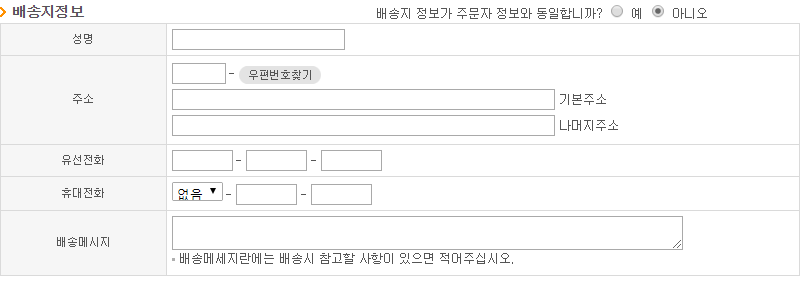 배송지정보 배송지 정보가 주문자 정보와 동일합니까? 예 아니오
성명
주소 - 우편번호찾기
기본주소
나머지주소
유선전화 - -
휴대전화 없음 - -
배송메시지
배송메세지란에는 배송시 참고할 사항이 있으면 적어주십시오.